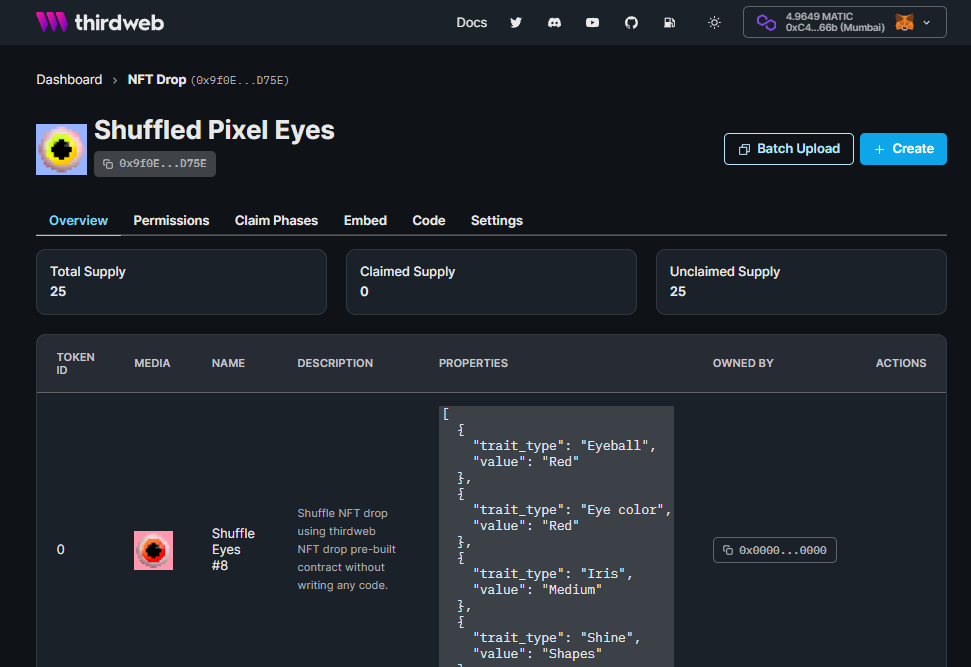 thirdweb
Docs
4.9649 MATIC
0xC4...66b (Mumbai)
Dashboard › NFT Drop (0x9f0E...D75E)
Shuffled Pixel Eyes
0x9f0E...D75E
Batch Upload
+ Create
Overview Permissions Claim Phases Embed Code Settings
Total Supply
25
Claimed Supply
0
Unclaimed Supply
25
TOKEN ID MEDIA NAME DESCRIPTION PROPERTIES OWNED BY ACTIONS
0
Shuffle
Eyes
#8
Shuffle NFT drop
using thirdweb
NFT drop pre-built
contract without
writing any code.
[
{
"trait_type": "Eyeball",
"value": "Red"
},
{
"trait_type": "Eye color",
"value": "Red"
},
{
"trait_type": "Iris",
"value": "Medium"
},
{
"trait_type": "Shine",
"value": "Shapes"
0x0000...0000